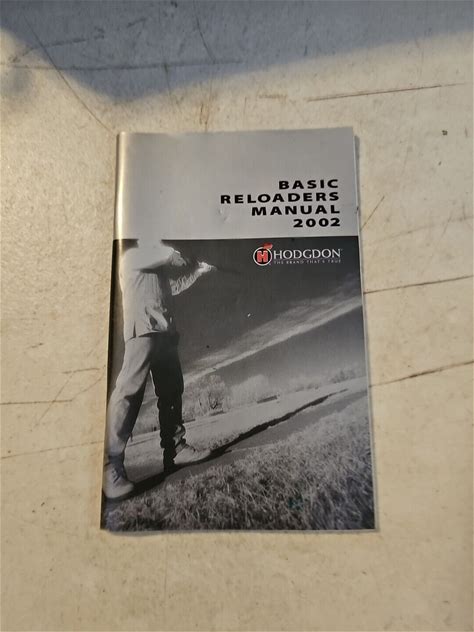 BASIC
RELOADERS
MANUAL
2002
H HODGDON
THE BRAND THAT'S TRUE